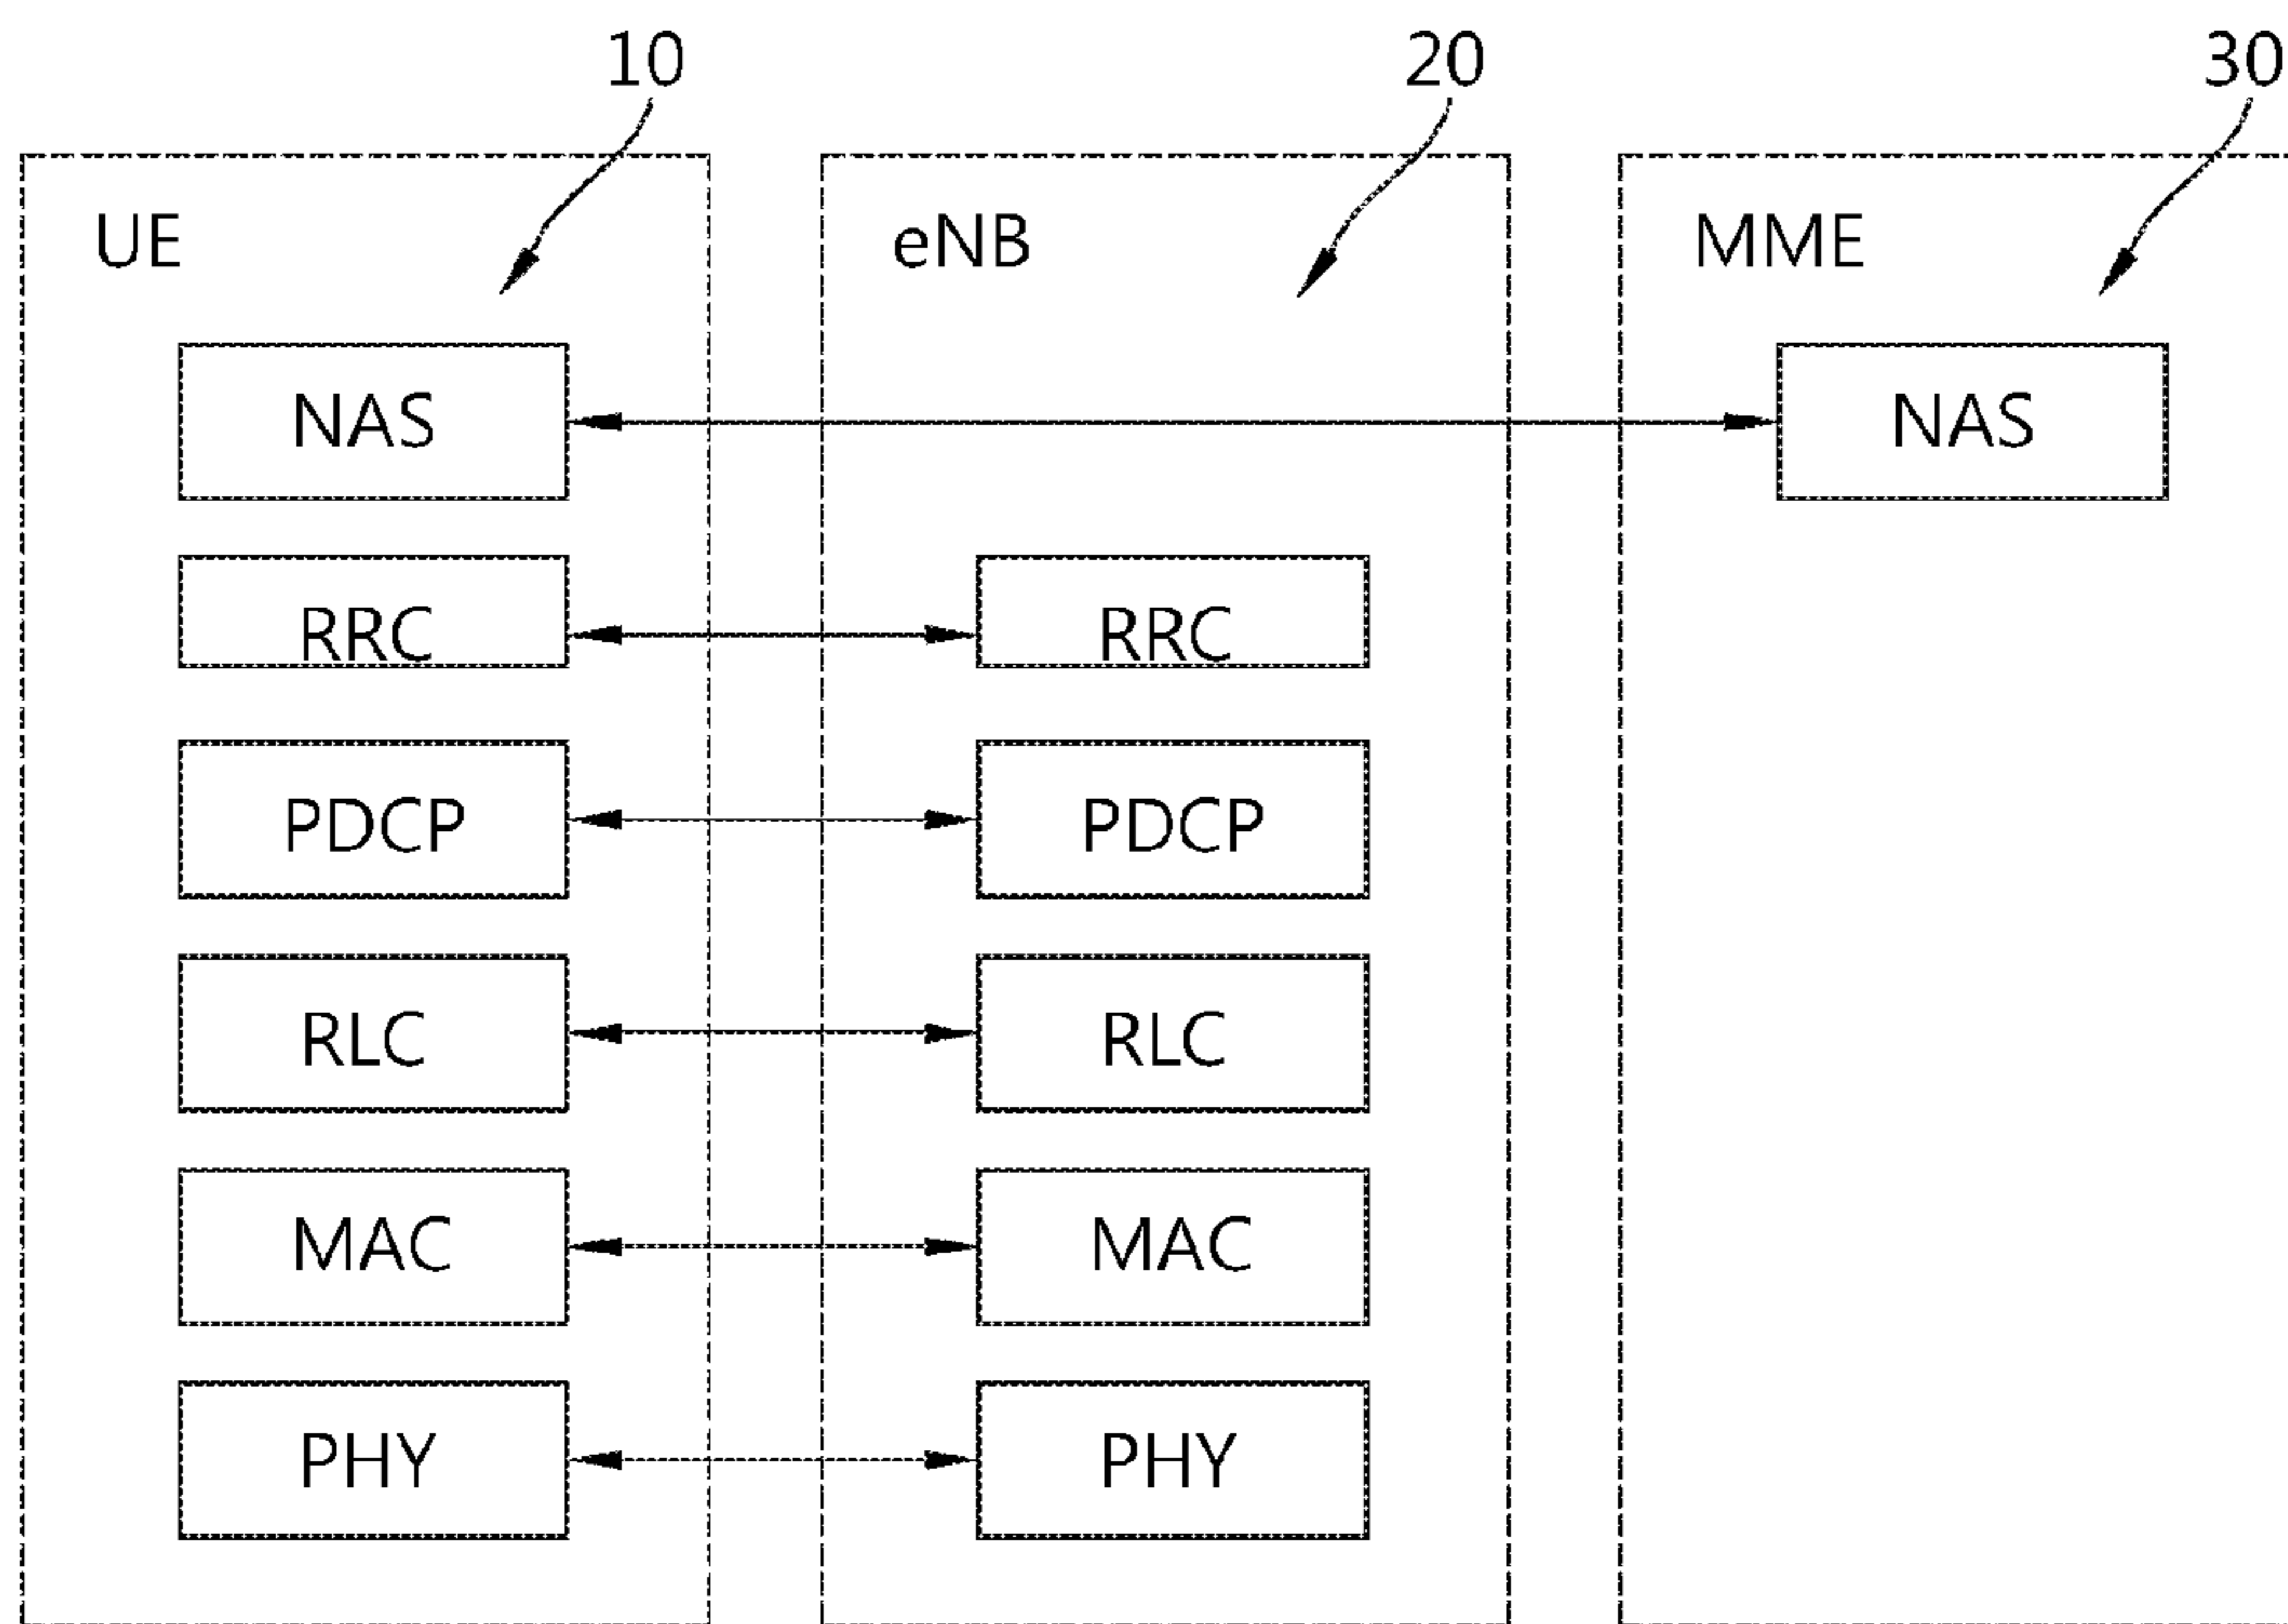 10 20 30
UE eNB MME
NAS NAS
RRC RRC
PDCP PDCP
RLC RLC
MAC MAC
PHY PHY